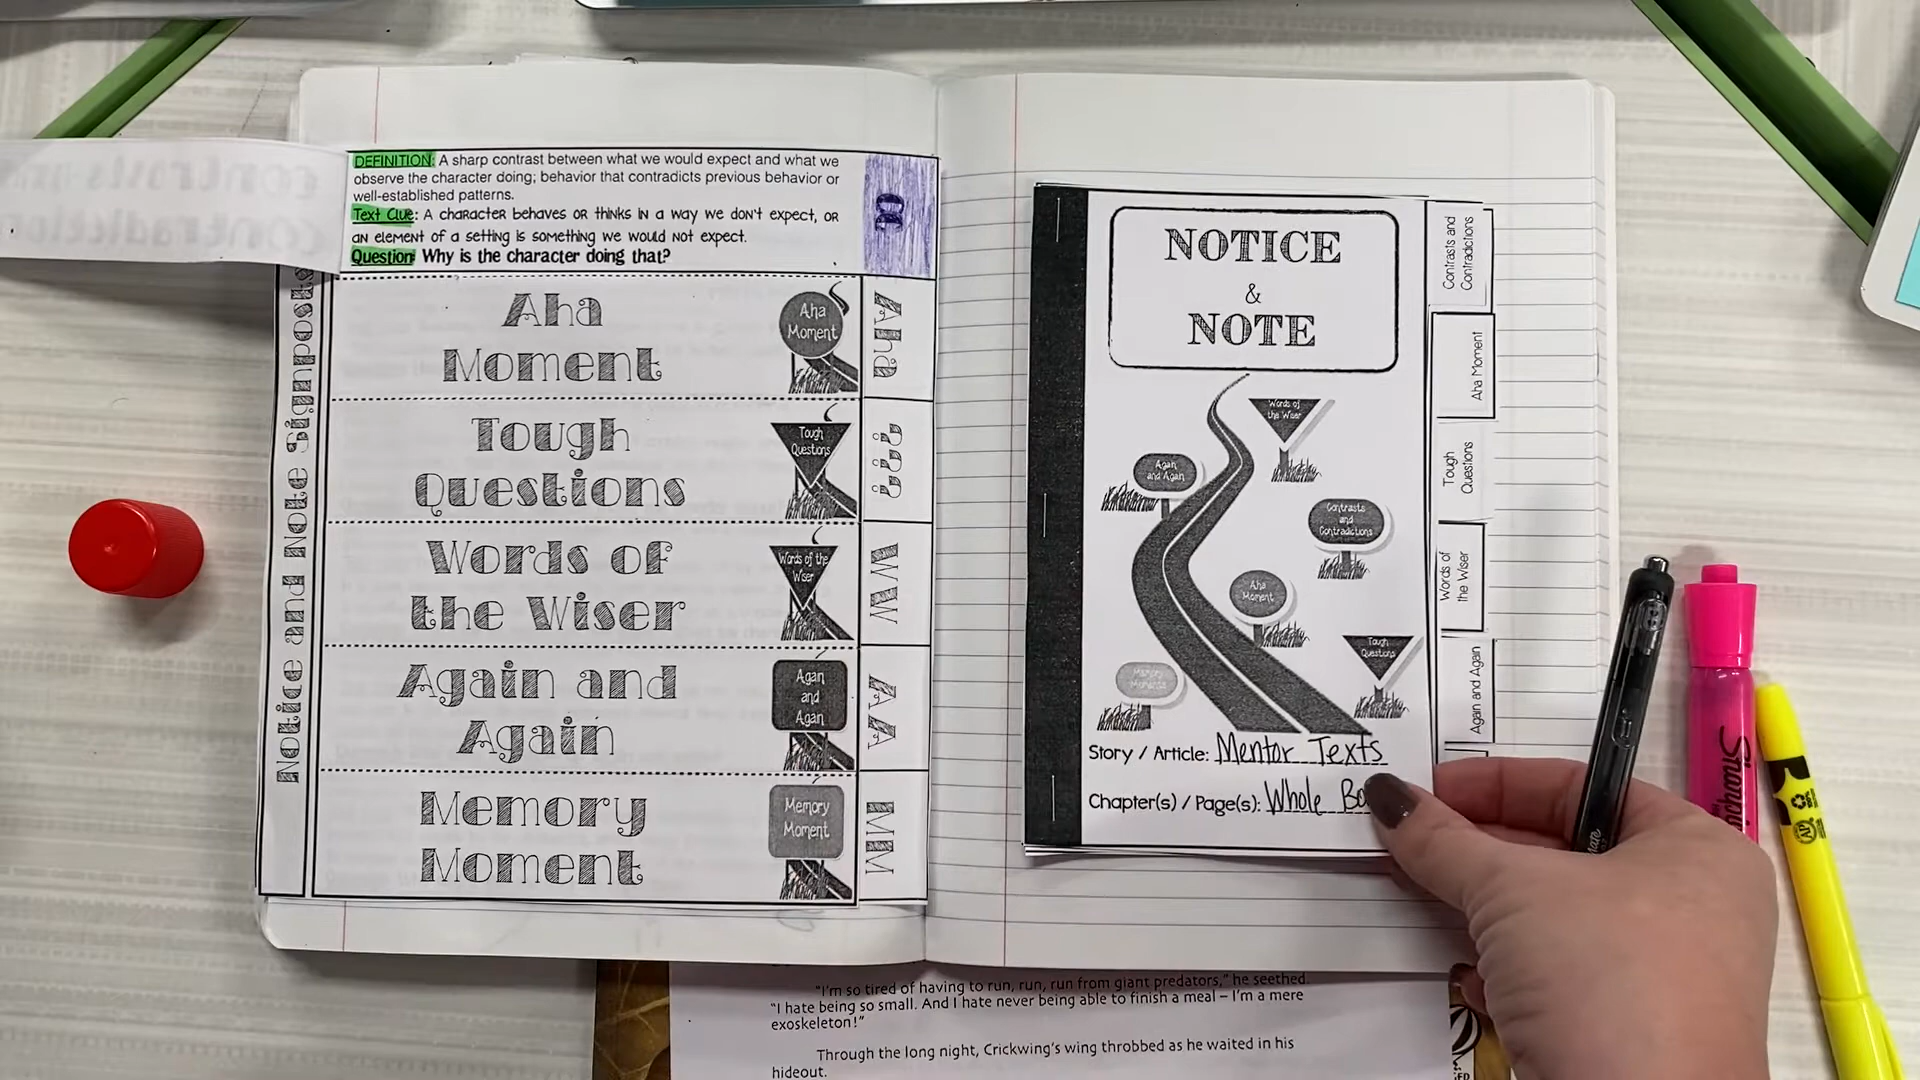 DEFINITION: A sharp contrast between what we would expect and what we
observe the character doing; behavior that contradicts previous behavior or
well-established patterns.
Text Clue: A character behaves or thinks in a way we don't expect, or
an element of a setting is something we would not expect.
Question: Why is the character doing that?
CC
Notice and Note Signposts
Aha
Moment
Aha
Moment
Aha
Tough
Questions
Tough
Questions
???
Words of
the Wiser
Words of the
Wiser
WW
Again and
Again
Again
and
Again
AA
Memory
Moment
Memory
Moment
MM
NOTICE
&
NOTE
Words of
the Wiser
Again
and Again
Contrasts
and
Contradictions
Aha
Moment
Tough
Questions
Memory
Moments
Story / Article: Mentor Texts
Chapter(s) / Page(s): Whole
Contrasts and
Contradictions
Aha Moment
Tough
Questions
Words of
the Wiser
Again and Again
Sharpie
"I'm so tired of having to run, run, run from giant predators," he seethed.
"I hate being so small. And I hate never being able to finish a meal – I'm a mere
exoskeleton!"
Through the long night, Crickwing's wing throbbed as he waited in his
hideout.